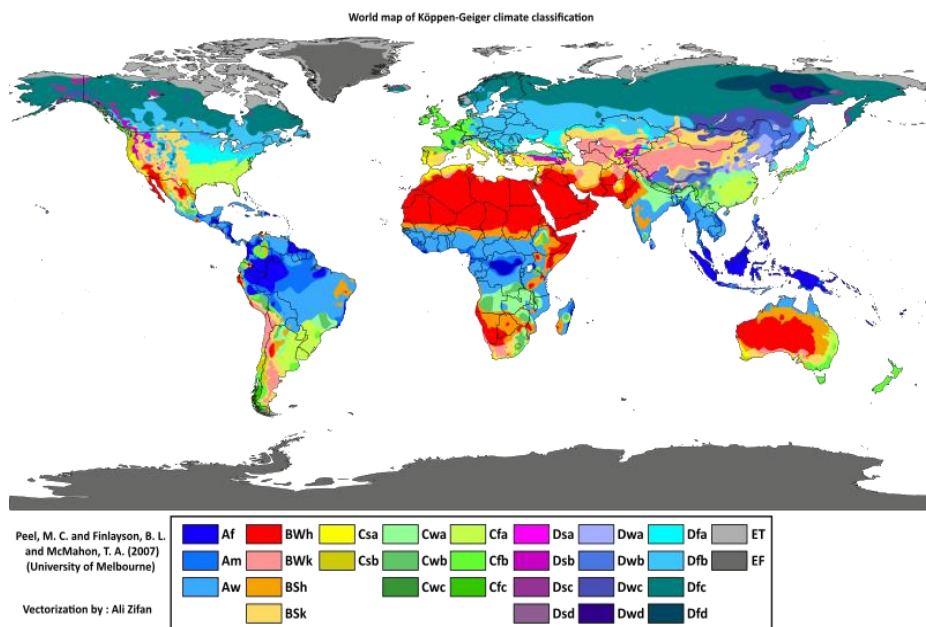 World map of Köppen-Geiger climate classification
Peel, M. C. and Finlayson, B. L.
and McMahon, T. A. (2007)
(University of Melbourne)
Vectorization by : Ali Zifan
Af BWh Csa Cwa Cfa Dsa Dwa Dfa ET
Am BWk Csb Cwb Cfb Dsb Dwb Dfb EF
Aw BSh Cwc Cfc Dsc Dwc Dfc
BSk Dsd Dwd Dfd